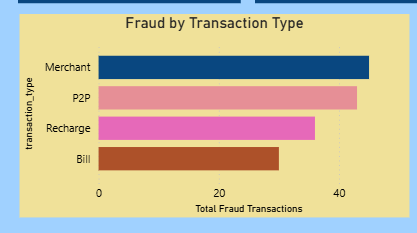 Fraud by Transaction Type
transaction_type
Merchant
P2P
Recharge
Bill
0 20 40
Total Fraud Transactions